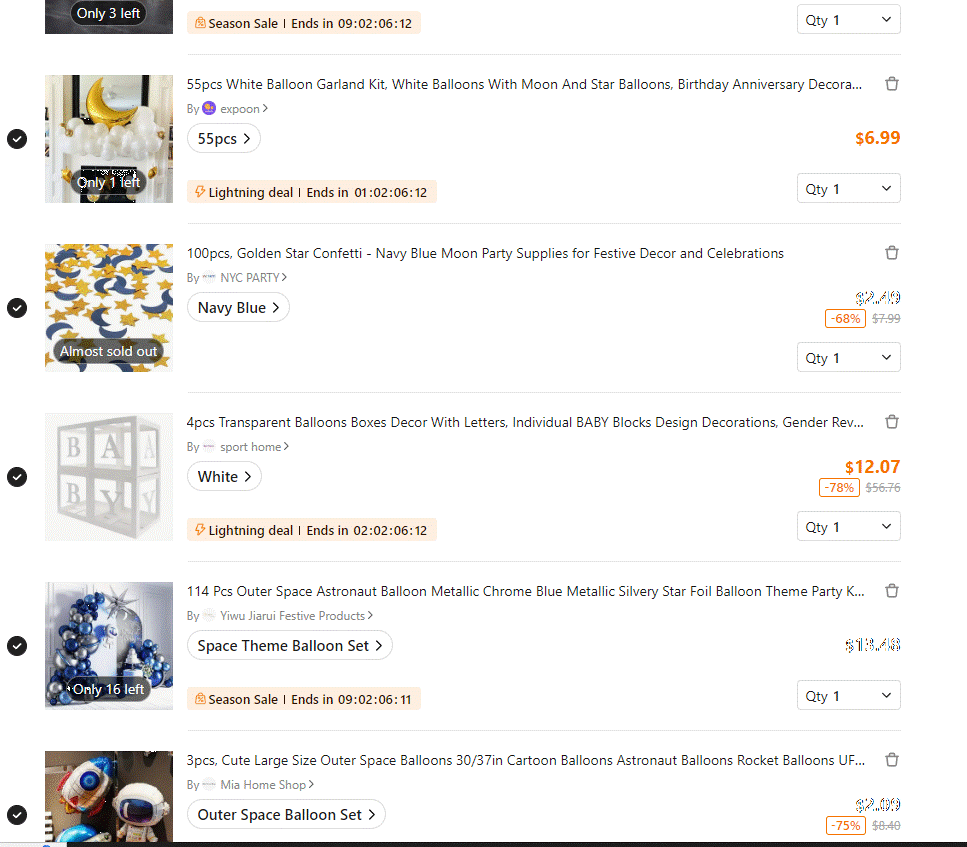 Only 3 left
Season Sale | Ends in 09:02:06:12
Qty 1
55pcs White Balloon Garland Kit, White Balloons With Moon And Star Balloons, Birthday Anniversary Decora...
By expoon >
55pcs >
$6.99
Only 1 left
Lightning deal | Ends in 01:02:06:12
Qty 1
100pcs, Golden Star Confetti - Navy Blue Moon Party Supplies for Festive Decor and Celebrations
By NYC PARTY >
Navy Blue >
$2.49
-68% $7.99
Almost sold out
Qty 1
4pcs Transparent Balloons Boxes Decor With Letters, Individual BABY Blocks Design Decorations, Gender Rev...
By sport home >
White >
$12.07
-78% $56.76
B A A
B Y Y
Lightning deal | Ends in 02:02:06:12
Qty 1
114 Pcs Outer Space Astronaut Balloon Metallic Chrome Blue Metallic Silvery Star Foil Balloon Theme Party K...
By Yiwu Jiarui Festive Products >
Space Theme Balloon Set >
$13.48
Only 16 left
Season Sale | Ends in 09:02:06:11
Qty 1
3pcs, Cute Large Size Outer Space Balloons 30/37in Cartoon Balloons Astronaut Balloons Rocket Balloons UF...
By Mia Home Shop >
Outer Space Balloon Set >
$2.09
-75% $8.40